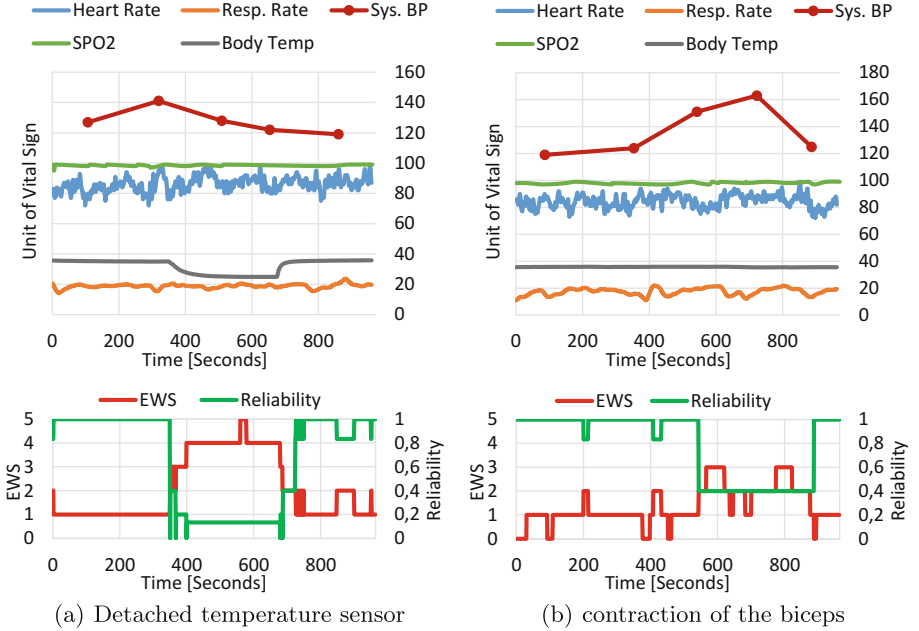 Heart Rate
Resp. Rate
Sys. BP
SPO2
Body Temp
160
140
120
100
80
60
40
20
0
Unit of Vital Sign
0
200
400
600
800
Time [Seconds]
EWS
Reliability
5
4
3
2
1
0
EWS
1
0,8
0,6
0,4
0,2
0
Reliability
0
200
400
600
800
Time [Seconds]
(a) Detached temperature sensor
Heart Rate
Resp. Rate
Sys. BP
SPO2
Body Temp
180
160
140
120
100
80
60
40
20
0
Unit of Vital Sign
0
200
400
600
800
Time [Seconds]
EWS
Reliability
5
4
3
2
1
0
EWS
1
0,8
0,6
0,4
0,2
0
Reliability
0
200
400
600
800
Time [Seconds]
(b) contraction of the biceps